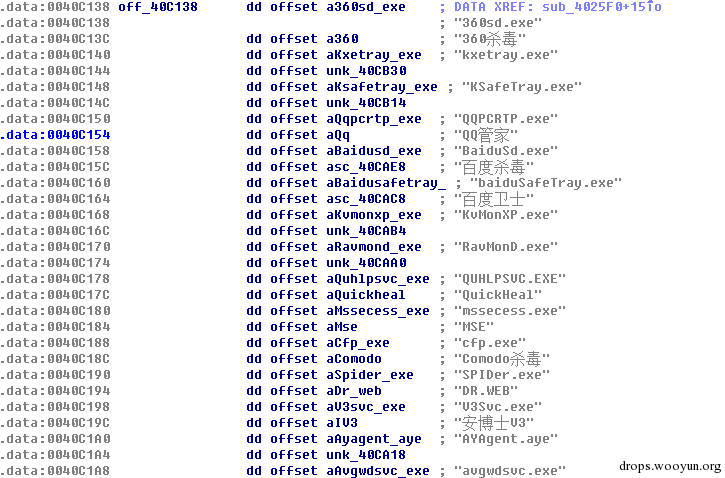 .data:0040C138 off_40C138 dd offset a360sd_exe ; DATA XREF: sub_4025F0+15↑o
.data:0040C138 ; "360sd.exe"
.data:0040C13C dd offset a360 ; "360杀毒"
.data:0040C140 dd offset aKxetray_exe ; "kxetray.exe"
.data:0040C144 dd offset unk_40CB30
.data:0040C148 dd offset aKsafetray_exe ; "KSafeTray.exe"
.data:0040C14C dd offset unk_40CB14
.data:0040C150 dd offset aQqpcrtp_exe ; "QQPCRTP.exe"
.data:0040C154 dd offset aQq ; "QQ管家"
.data:0040C158 dd offset aBaidusd_exe ; "BaiduSd.exe"
.data:0040C15C dd offset asc_40CAE8 ; "百度杀毒"
.data:0040C160 dd offset aBaidusafetray_ ; "baiduSafeTray.exe"
.data:0040C164 dd offset asc_40CAC8 ; "百度卫士"
.data:0040C168 dd offset aKvmonxp_exe ; "KvMonXP.exe"
.data:0040C16C dd offset unk_40CAB4
.data:0040C170 dd offset aRavmond_exe ; "RavMonD.exe"
.data:0040C174 dd offset unk_40CAA0
.data:0040C178 dd offset aQuhlpsvc_exe ; "QUHLPSVC.EXE"
.data:0040C17C dd offset aQuickheal ; "QuickHeal"
.data:0040C180 dd offset aMssecess_exe ; "mssecess.exe"
.data:0040C184 dd offset aMse ; "MSE"
.data:0040C188 dd offset aCfp_exe ; "cfp.exe"
.data:0040C18C dd offset aComodo ; "Comodo杀毒"
.data:0040C190 dd offset aSpider_exe ; "SPIDer.exe"
.data:0040C194 dd offset aDr_web ; "DR.WEB"
.data:0040C198 dd offset aV3svc_exe ; "V3Svc.exe"
.data:0040C19C dd offset aIV3 ; "安博士V3"
.data:0040C1A0 dd offset aAyagent_aye ; "AYAgent.aye"
.data:0040C1A4 dd offset unk_40CA18
.data:0040C1A8 dd offset aAvgwdsvc_exe ; "avgwdsvc.exe"
drops.wooyun.org